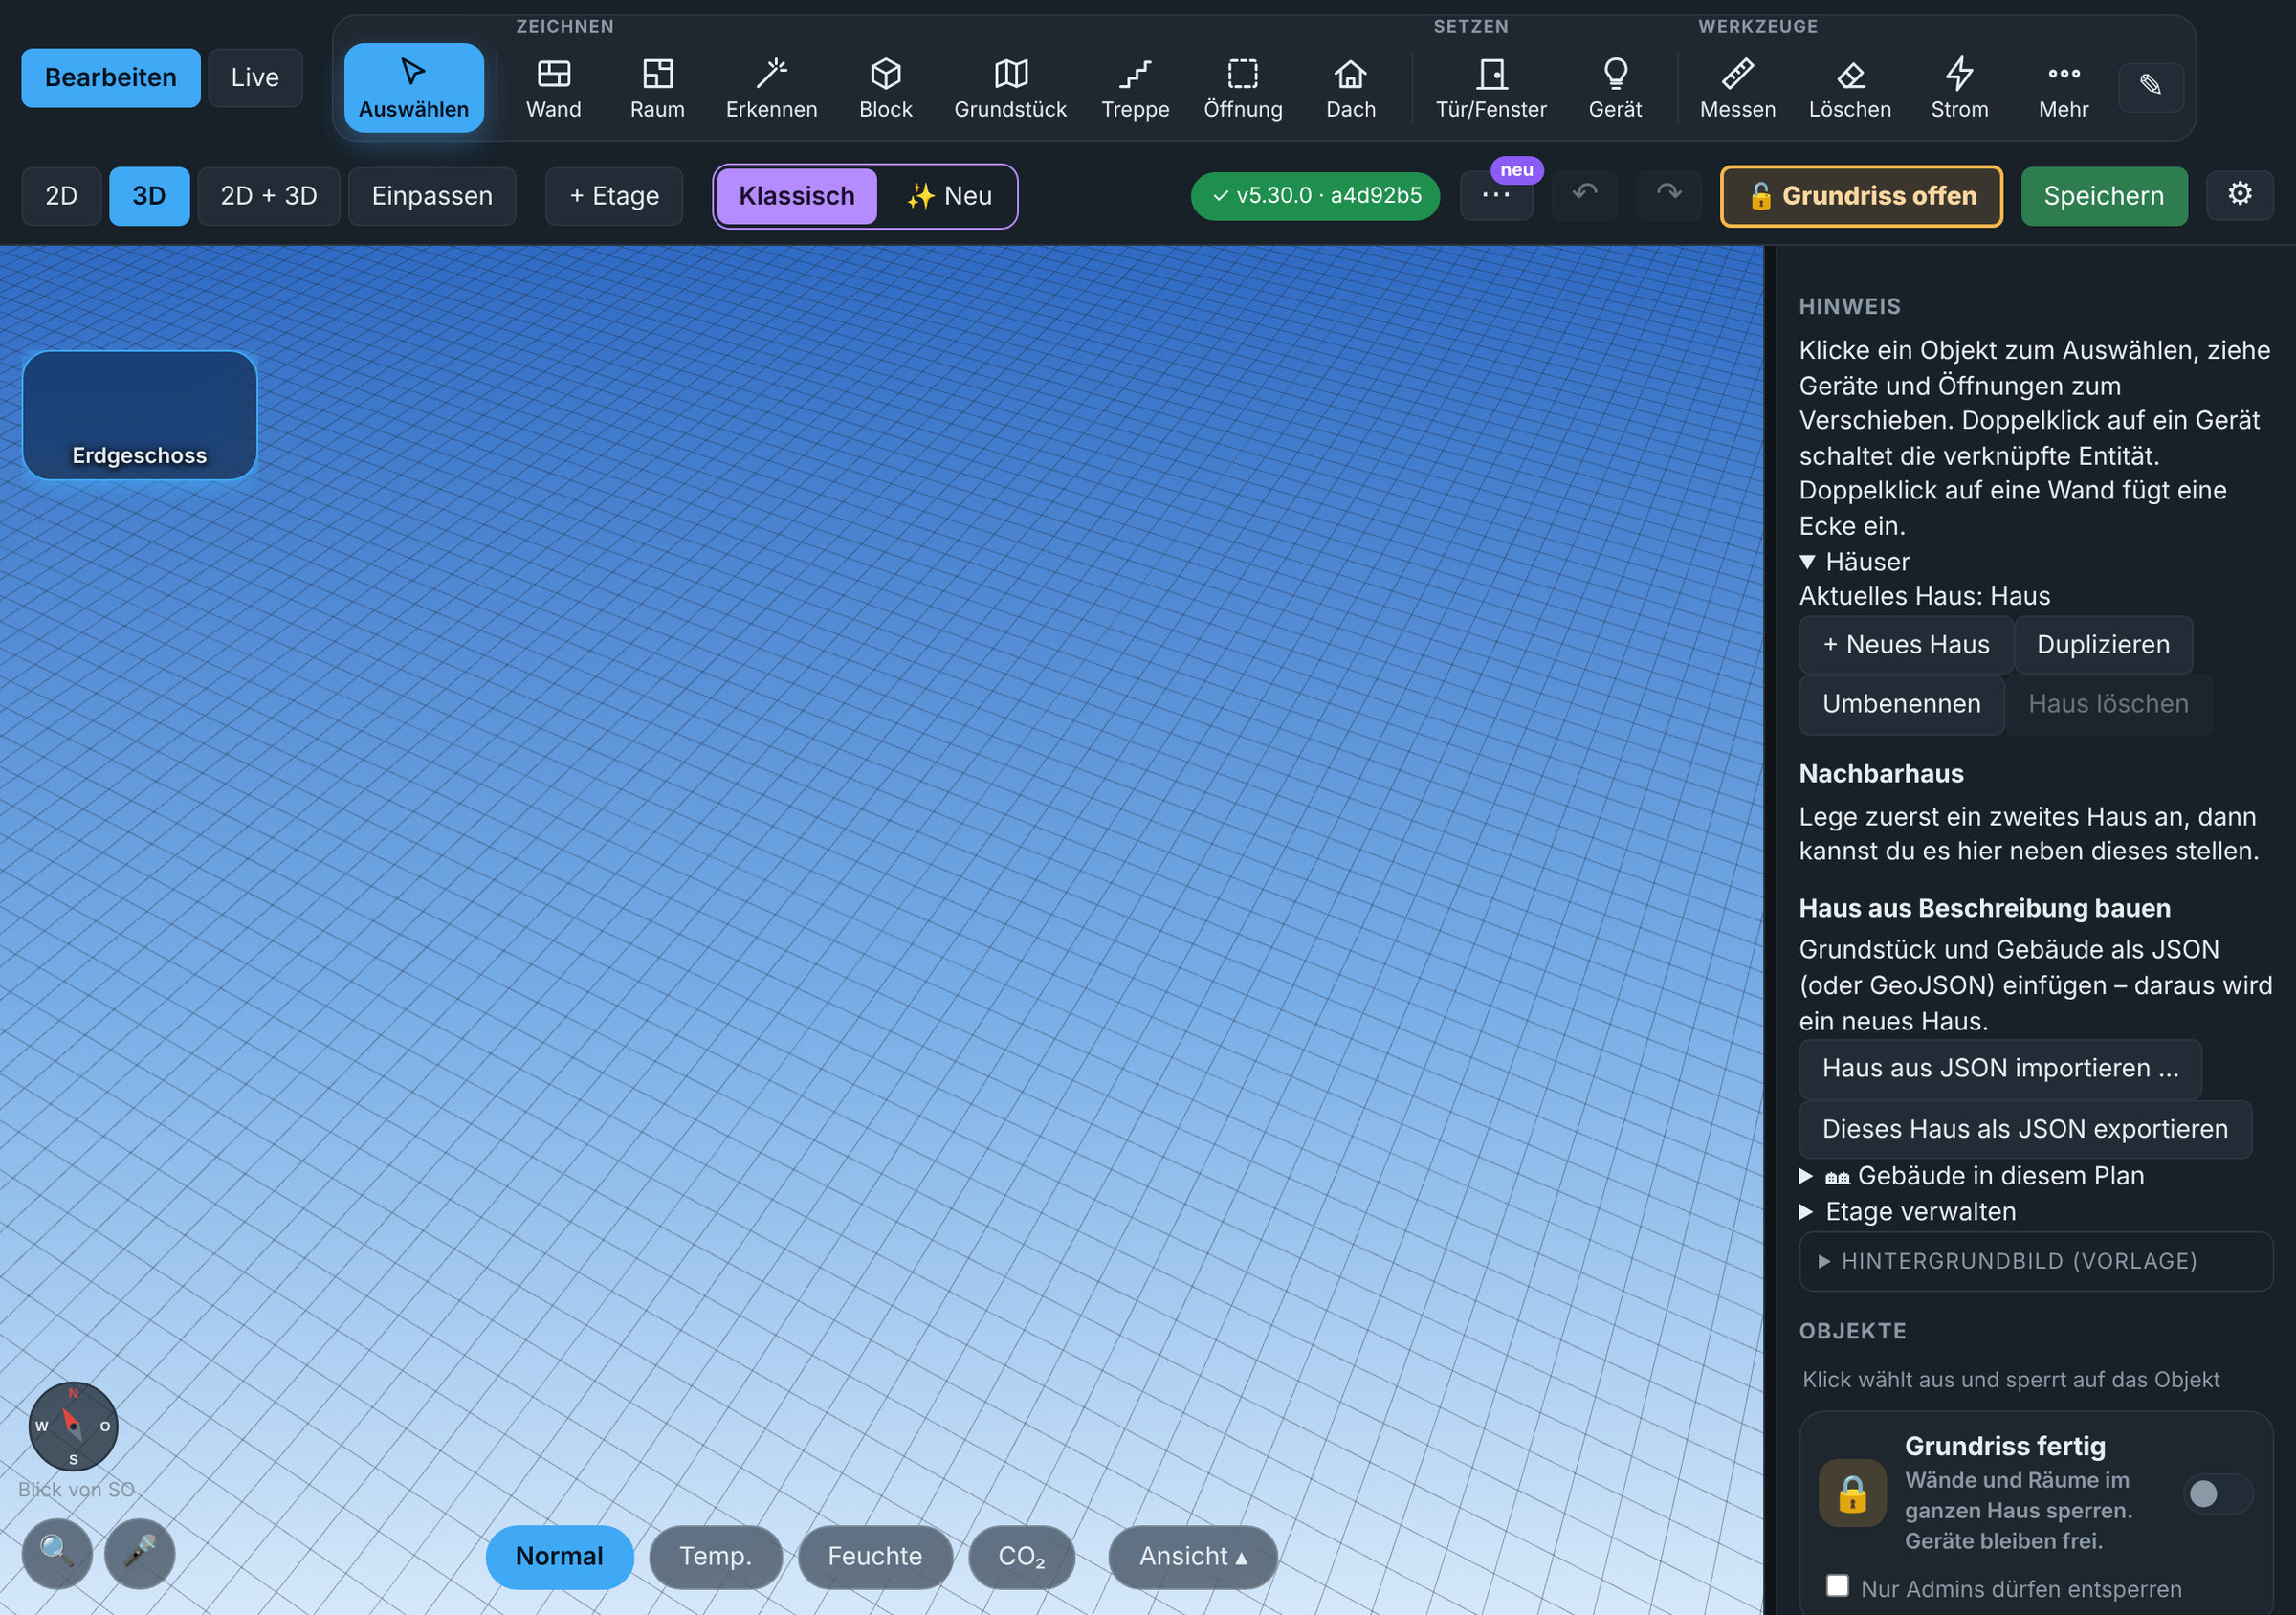 ZEICHNEN
SETZEN
WERKZEUGE
Bearbeiten
Live
Auswählen
Wand
Raum
Erkennen
Block
Grundstück
Treppe
Öffnung
Dach
Tür/Fenster
Gerät
Messen
Löschen
Strom
Mehr
2D
3D
2D + 3D
Einpassen
+ Etage
Klassisch
✨ Neu
✓ v5.30.0 · a4d92b5
neu
⋯
🔓 Grundriss offen
Speichern
HINWEIS
Klicke ein Objekt zum Auswählen, ziehe
Geräte und Öffnungen zum
Verschieben. Doppelklick auf ein Gerät
schaltet die verknüpfte Entität.
Doppelklick auf eine Wand fügt eine
Ecke ein.
▼ Häuser
Aktuelles Haus: Haus
+ Neues Haus
Duplizieren
Umbenennen
Haus löschen
Nachbarhaus
Lege zuerst ein zweites Haus an, dann
kannst du es hier neben dieses stellen.
Haus aus Beschreibung bauen
Grundstück und Gebäude als JSON
(oder GeoJSON) einfügen – daraus wird
ein neues Haus.
Haus aus JSON importieren ...
Dieses Haus als JSON exportieren
▶ 🏘 Gebäude in diesem Plan
▶ Etage verwalten
▶ HINTERGRUNDBILD (VORLAGE)
OBJEKTE
Klick wählt aus und sperrt auf das Objekt
Grundriss fertig
Wände und Räume im
ganzen Haus sperren.
Geräte bleiben frei.
Nur Admins dürfen entsperren
Erdgeschoss
N
W
O
S
Blick von SO
Normal
Temp.
Feuchte
CO₂
Ansicht ▴